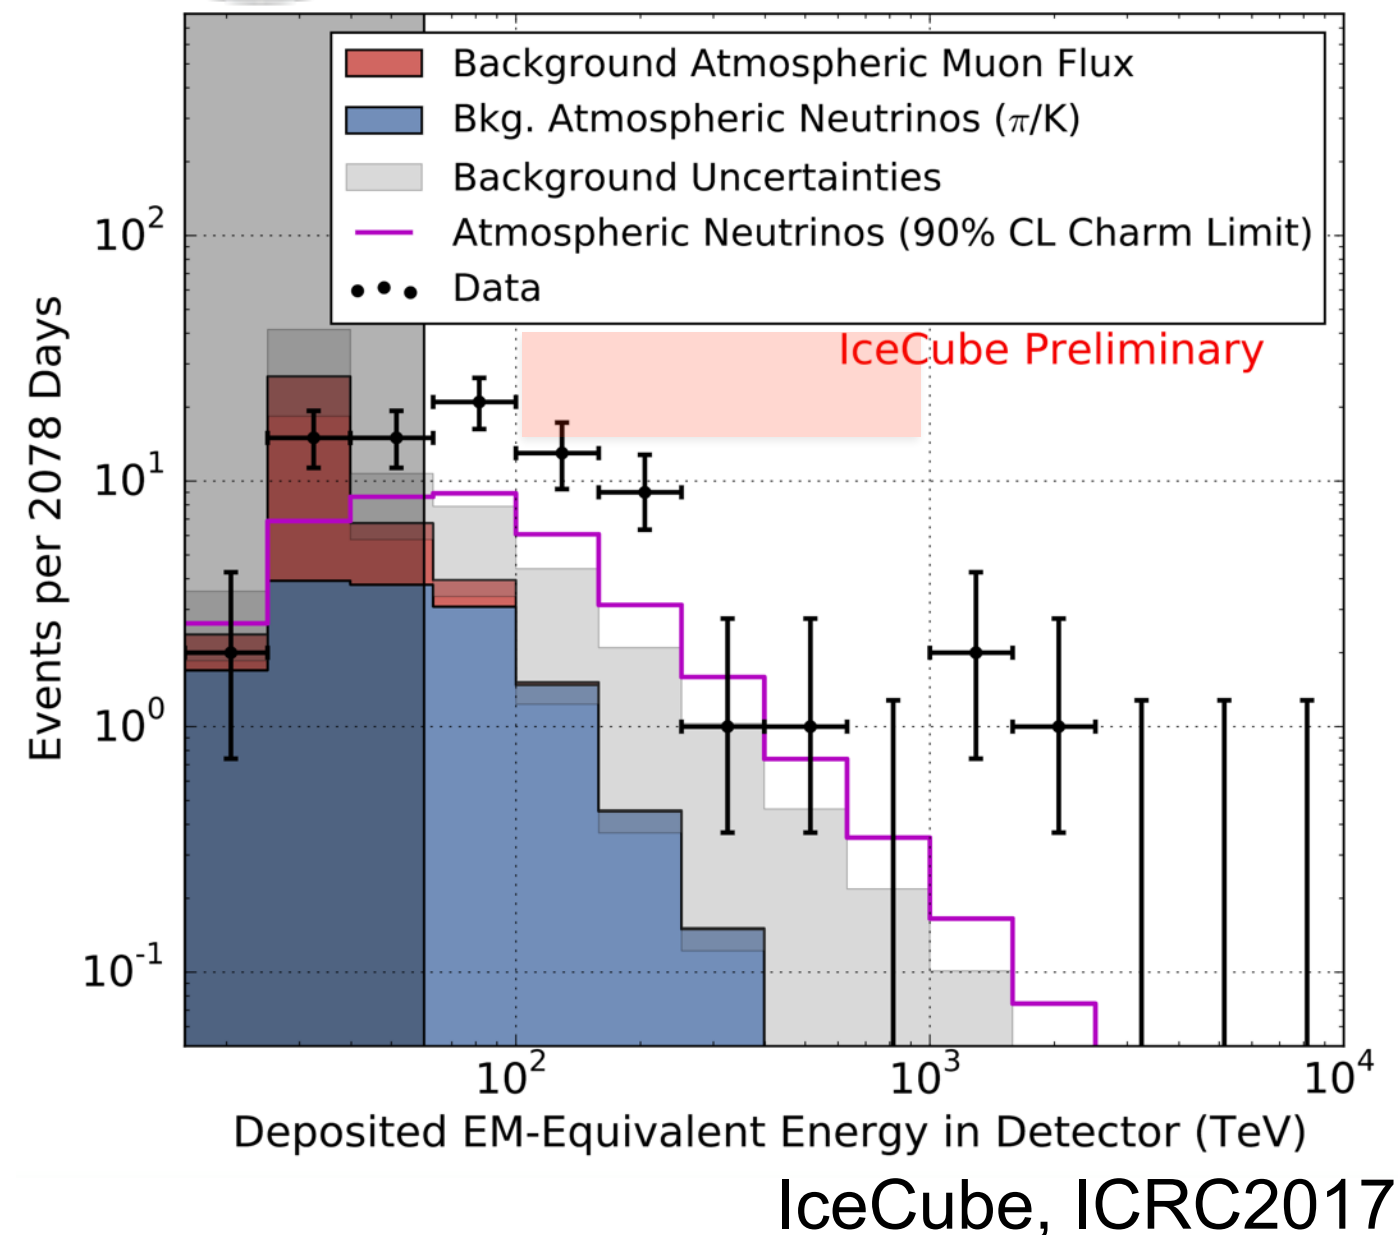 Background Atmospheric Muon Flux
Bkg. Atmospheric Neutrinos (π/K)
Background Uncertainties
Atmospheric Neutrinos (90% CL Charm Limit)
Data
IceCube Preliminary
Events per 2078 Days
10²
10¹
10⁰
10⁻¹
10² 10³ 10⁴
Deposited EM-Equivalent Energy in Detector (TeV)
IceCube, ICRC2017